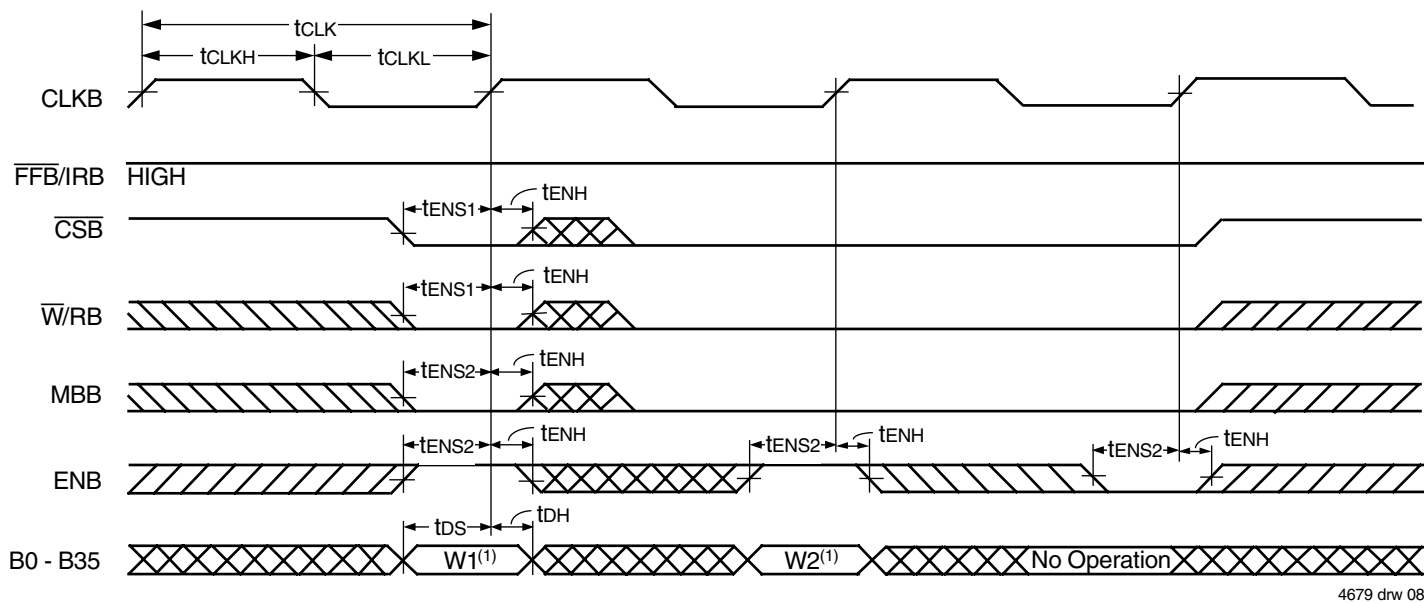 tCLK
tCLKH tCLKL
CLKB
FFB/IRB HIGH
tENS1 tENH
CSB
tENS1 tENH
W/RB
tENS2 tENH
MBB
tENS2 tENH tENS2 tENH tENS2 tENH
ENB
tDS tDH
B0 - B35 W1(1) W2(1) No Operation
4679 drw 08